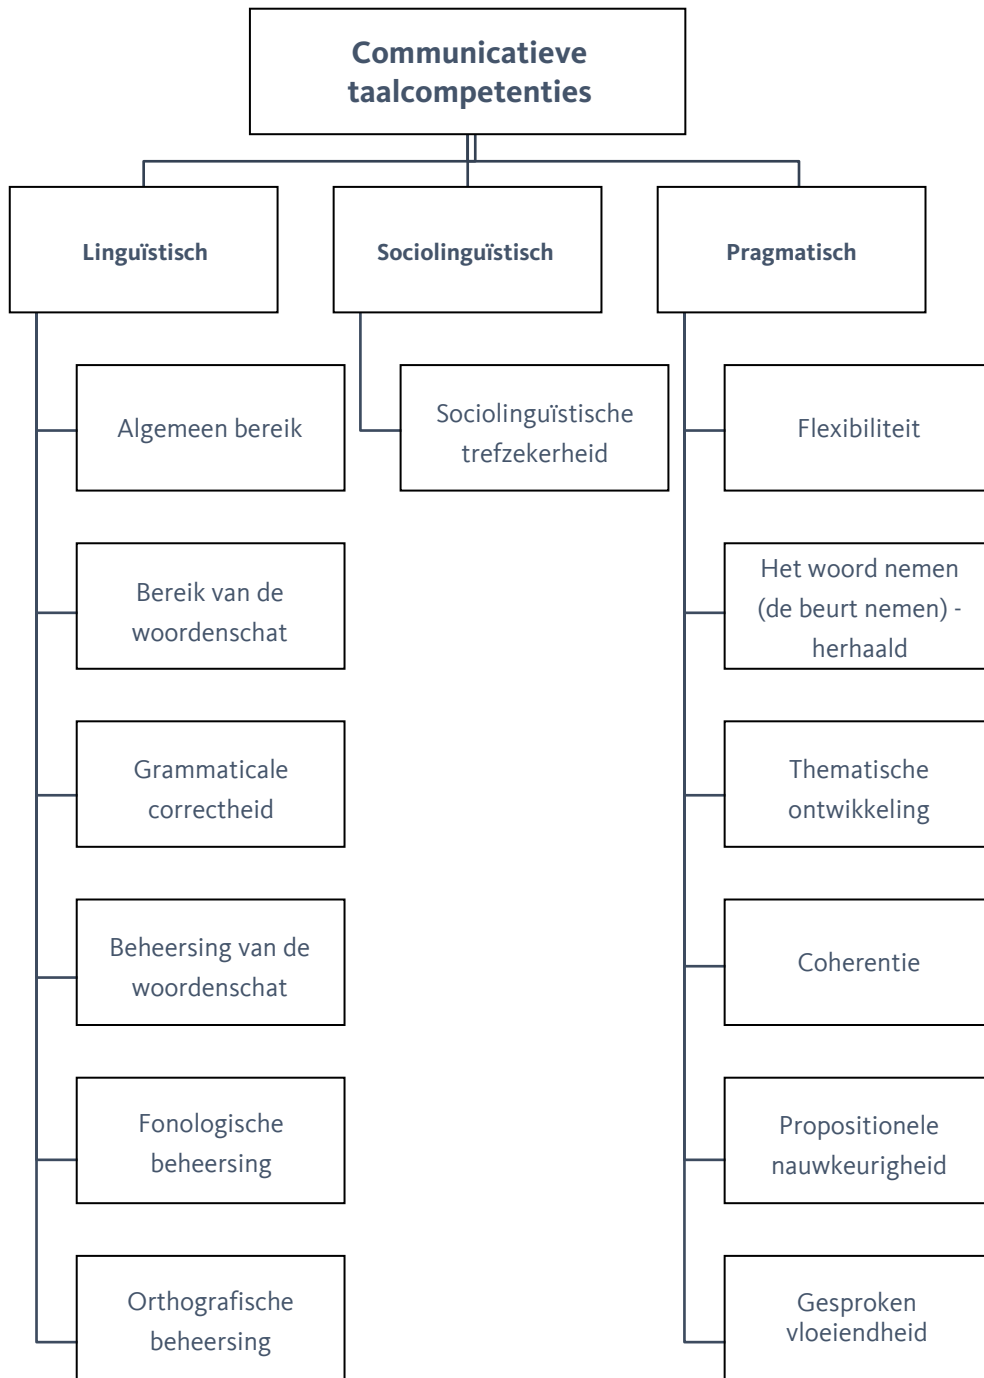 Communicatieve
taalcompetenties
Linguïstisch
Sociolinguïstisch
Pragmatisch
Algemeen bereik
Bereik van de
woordenschat
Grammaticale
correctheid
Beheersing van de
woordenschat
Fonologische
beheersing
Orthografische
beheersing
Sociolinguïstische
trefzekerheid
Flexibiliteit
Het woord nemen
(de beurt nemen) -
herhaald
Thematische
ontwikkeling
Coherentie
Propositionele
nauwkeurigheid
Gesproken
vloeiendheid